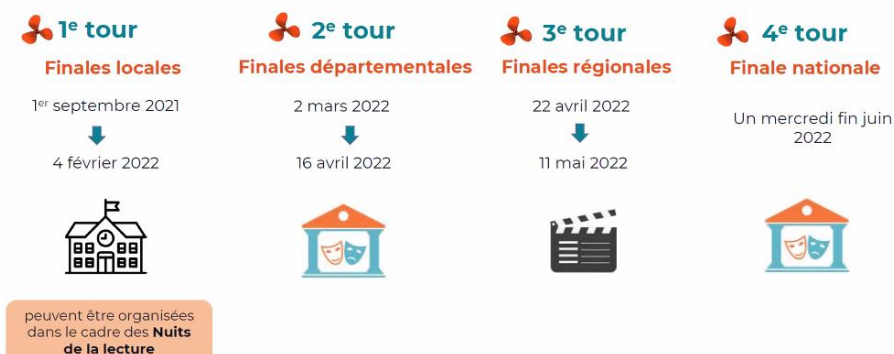 1er tour
Finales locales
1er septembre 2021
4 février 2022
peuvent être organisées
dans le cadre des Nuits
de la lecture
2e tour
Finales départementales
2 mars 2022
16 avril 2022
3e tour
Finales régionales
22 avril 2022
11 mai 2022
4e tour
Finale nationale
Un mercredi fin juin
2022